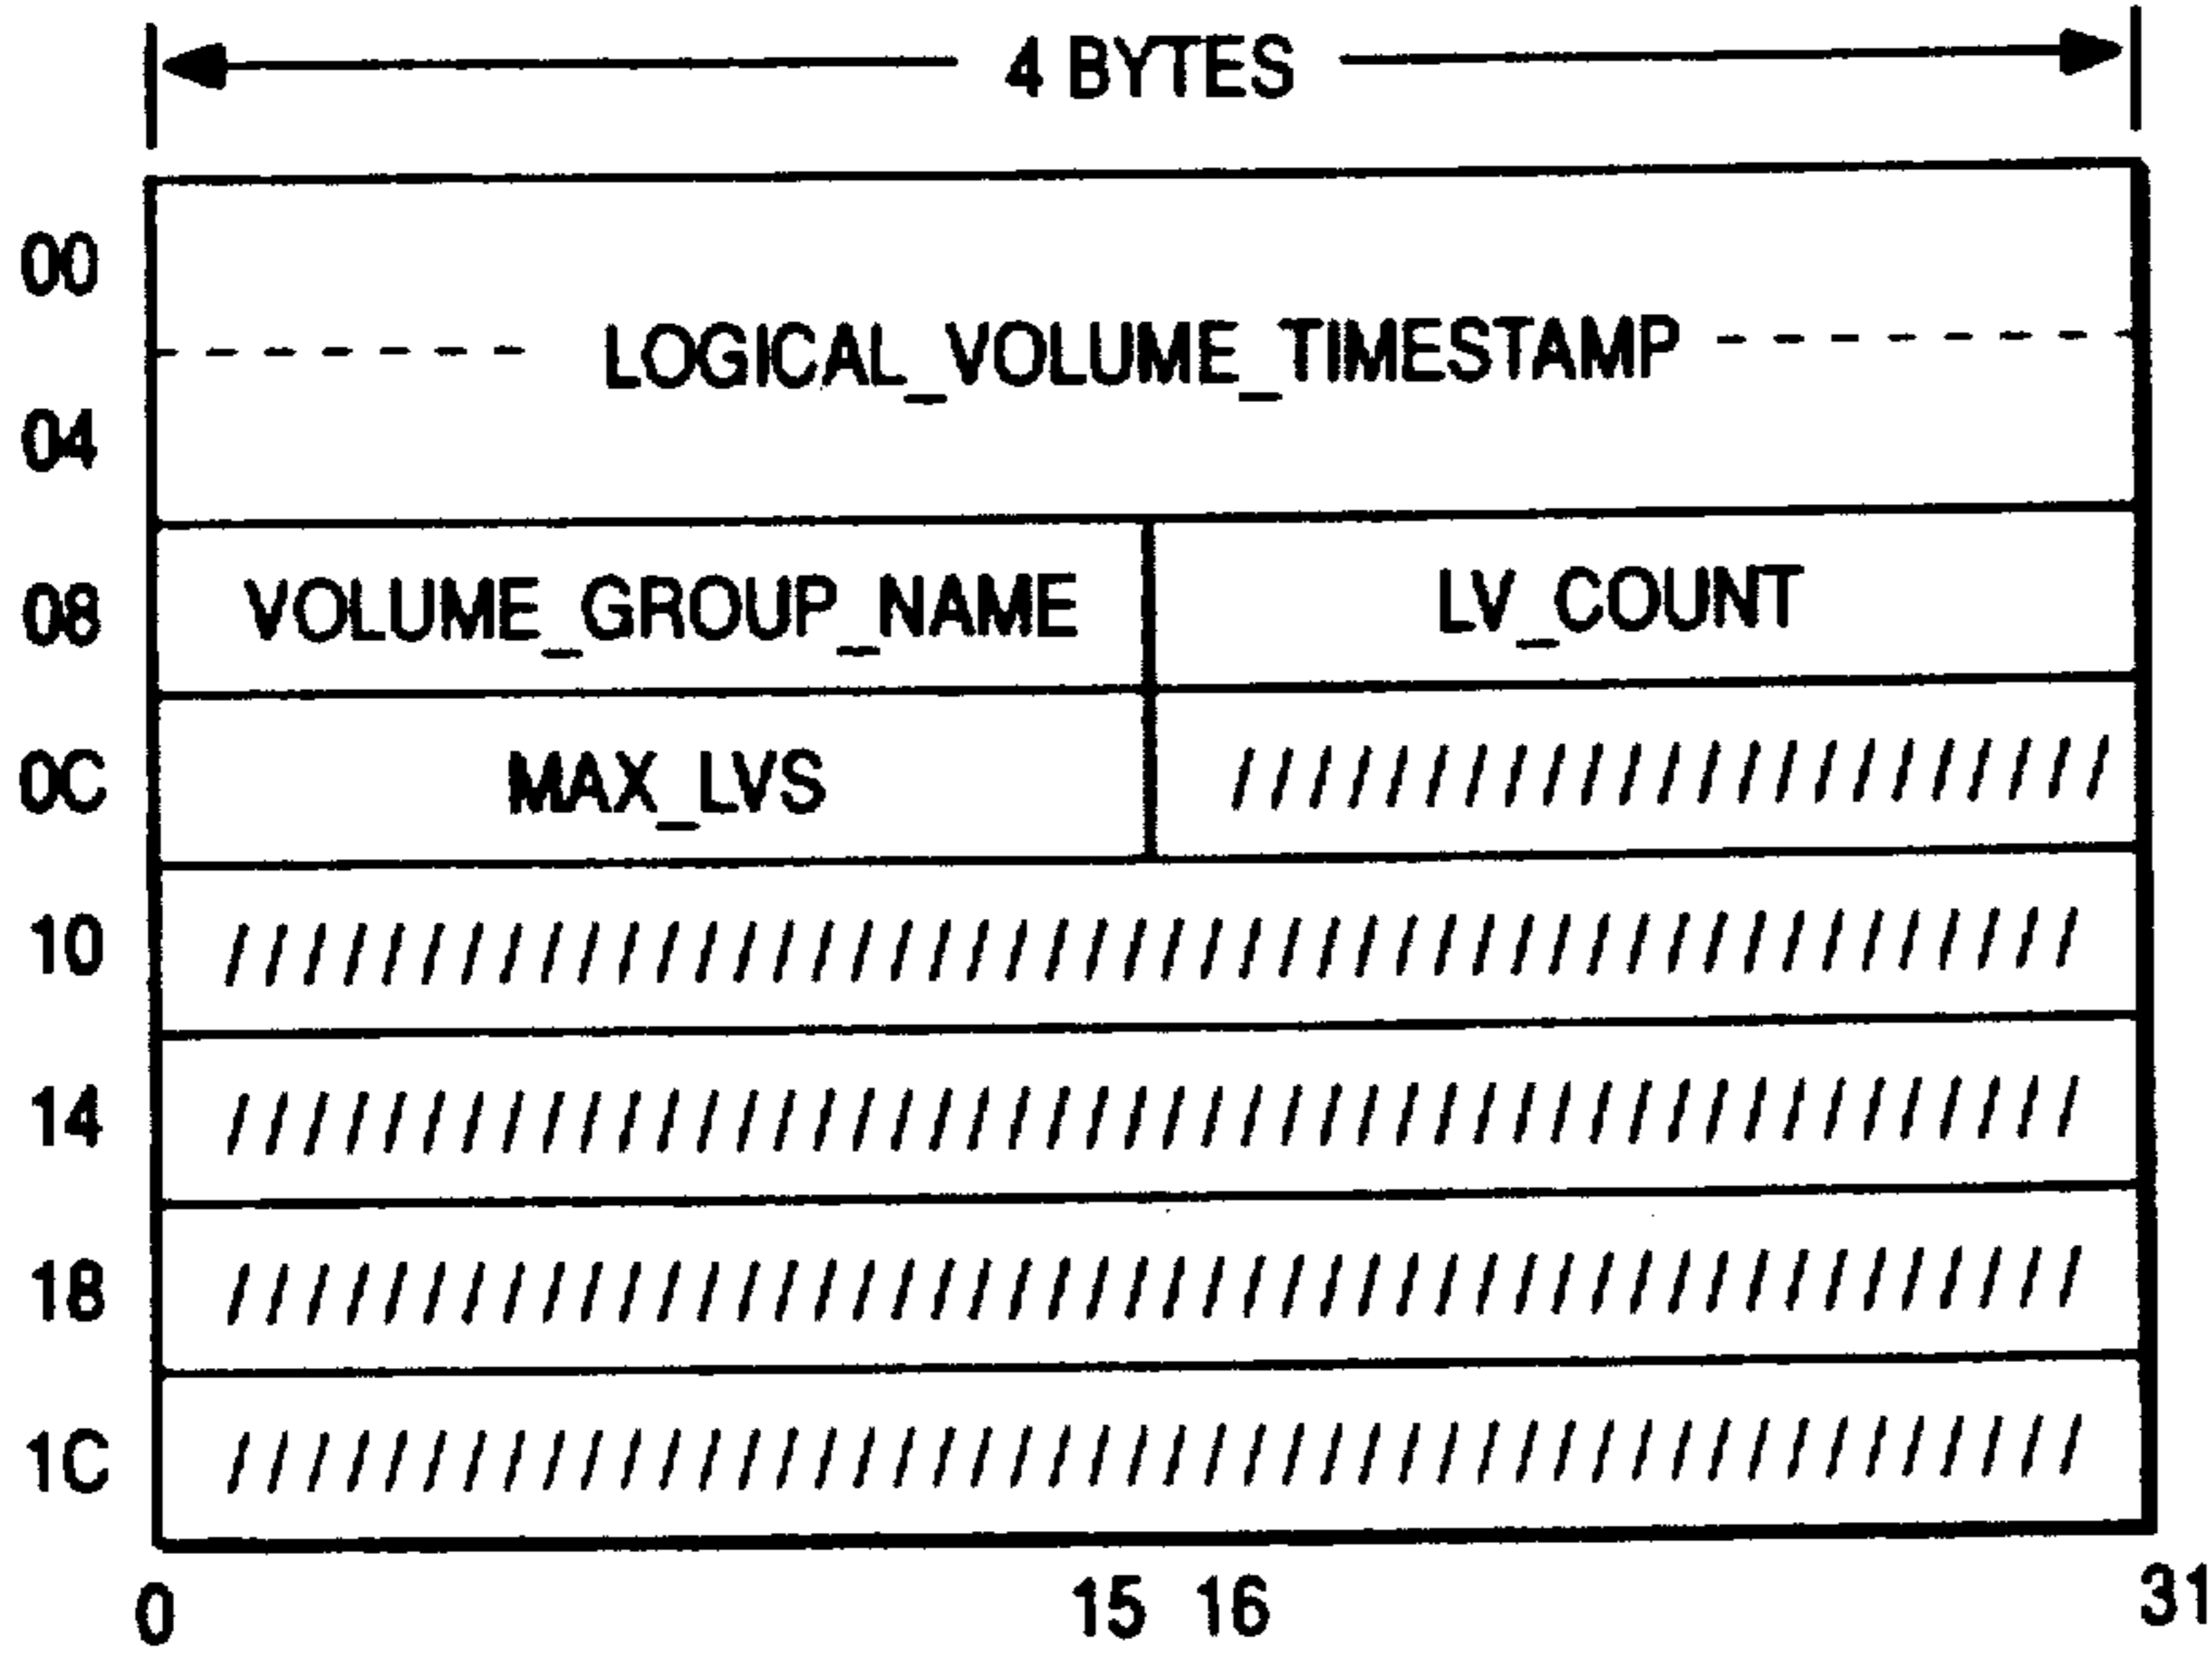 4 BYTES
00
LOGICAL_VOLUME_TIMESTAMP
04
08 VOLUME_GROUP_NAME LV_COUNT
0C MAX_LVS
10
14
18
1C
0 15 16 31